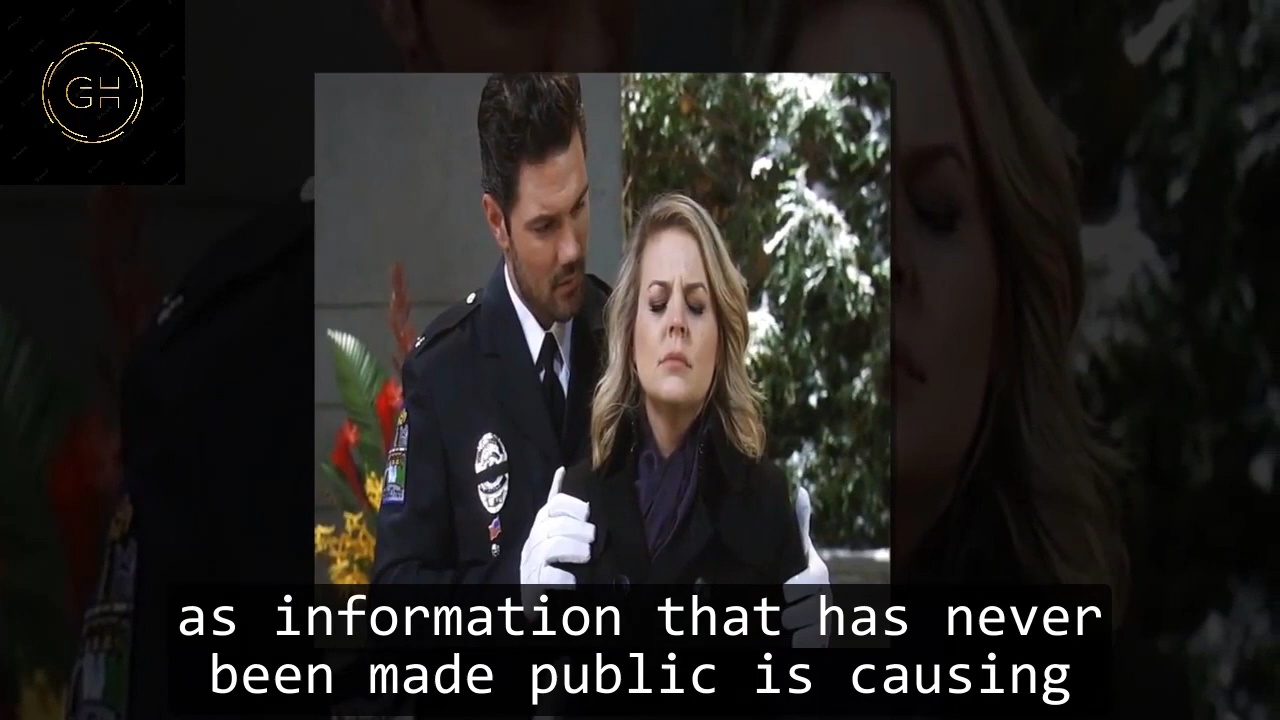 GH
as information that has never
been made public is causing